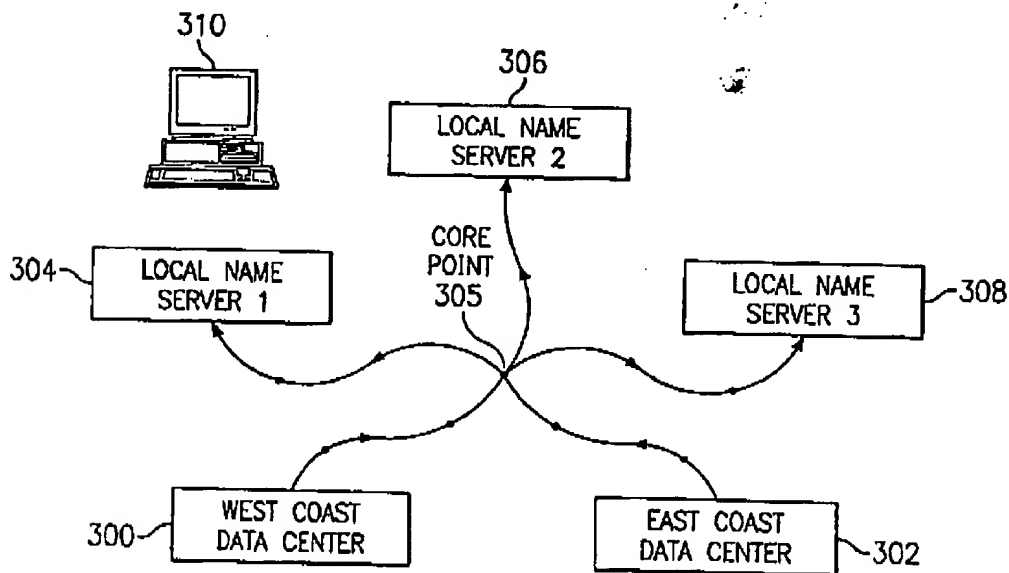 310
306
LOCAL NAME
SERVER 2
CORE
POINT
305
304
LOCAL NAME
SERVER 1
LOCAL NAME
SERVER 3
308
300
WEST COAST
DATA CENTER
EAST COAST
DATA CENTER
302